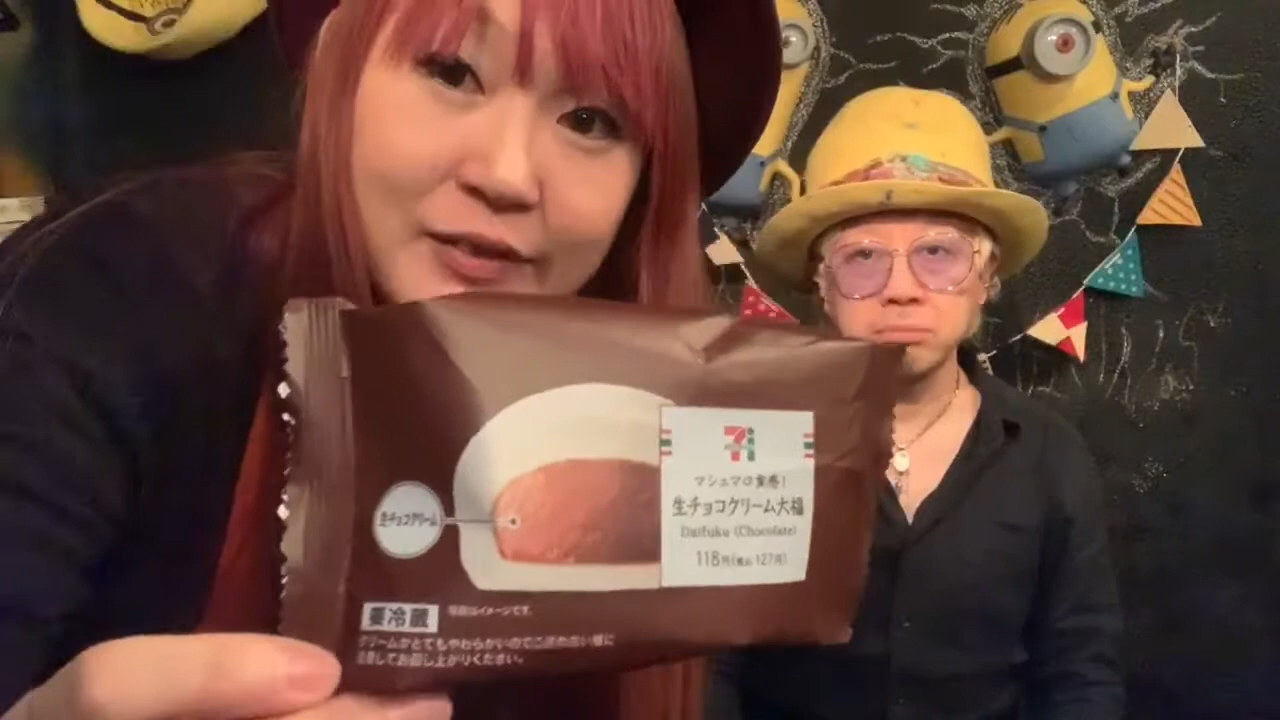 マシュマロ食感!
生チョコクリーム大福
Daifuku (Chocolate)
118円(税込127円)
生チョコクリーム
要冷蔵
写真はイメージです。
クリームがとてもやわらかいのでこぼれない様に
注意してお召し上がりください。